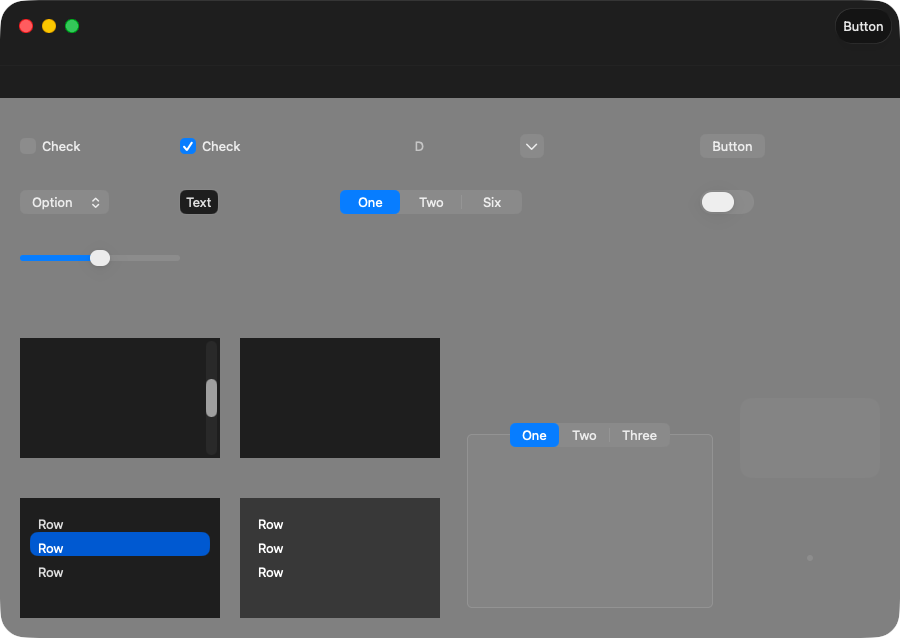 Button
Check
Check
D
Button
Option
Text
One
Two
Six
One
Two
Three
Row
Row
Row
Row
Row
Row